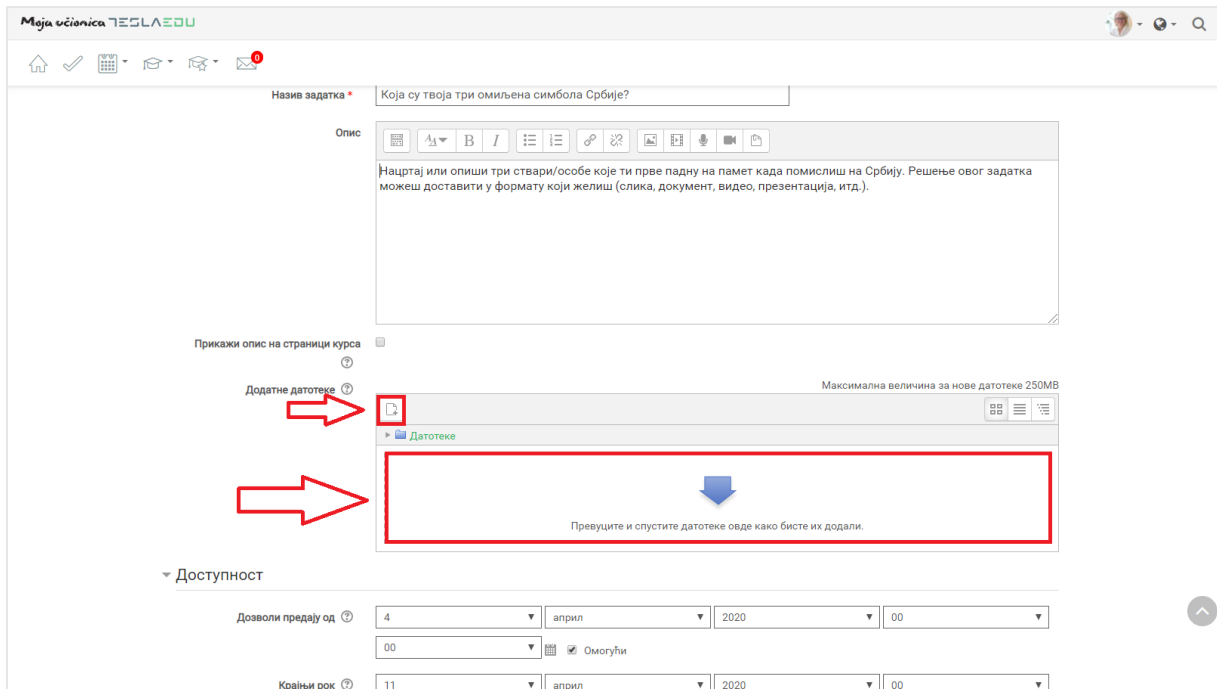 Moja učionica TESLAEDU
0
Назив задатка *
Која су твоја три омиљена симбола Србије?
Опис
B I
Нацртај или опиши три ствари/особе које ти прве падну на памет када помислиш на Србију. Решење овог задатка
можеш доставити у формату који желиш (слика, документ, видео, презентација, итд.).
Прикажи опис на страници курса
Додатне датотеке
Максимална величина за нове датотеке 250MB
Датотеке
Превуците и спустите датотеке овде како бисте их додали.
Доступност
Дозволи предају од 4 април 2020 00
00 Омогући
Крајњи рок 11 април 2020 00